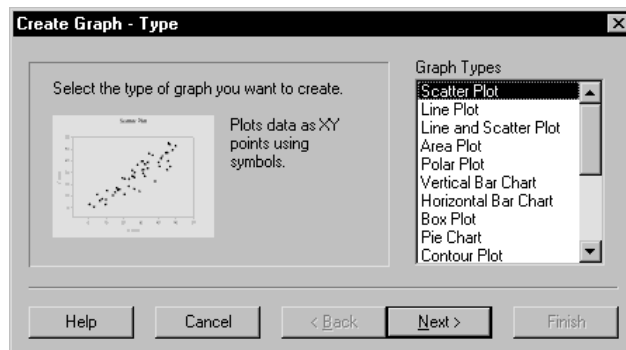 Create Graph - Type
Select the type of graph you want to create.
Scatter Plot
Plots data as XY
points using
symbols.
Graph Types
Scatter Plot
Line Plot
Line and Scatter Plot
Area Plot
Polar Plot
Vertical Bar Chart
Horizontal Bar Chart
Box Plot
Pie Chart
Contour Plot
Help
Cancel
< Back
Next >
Finish